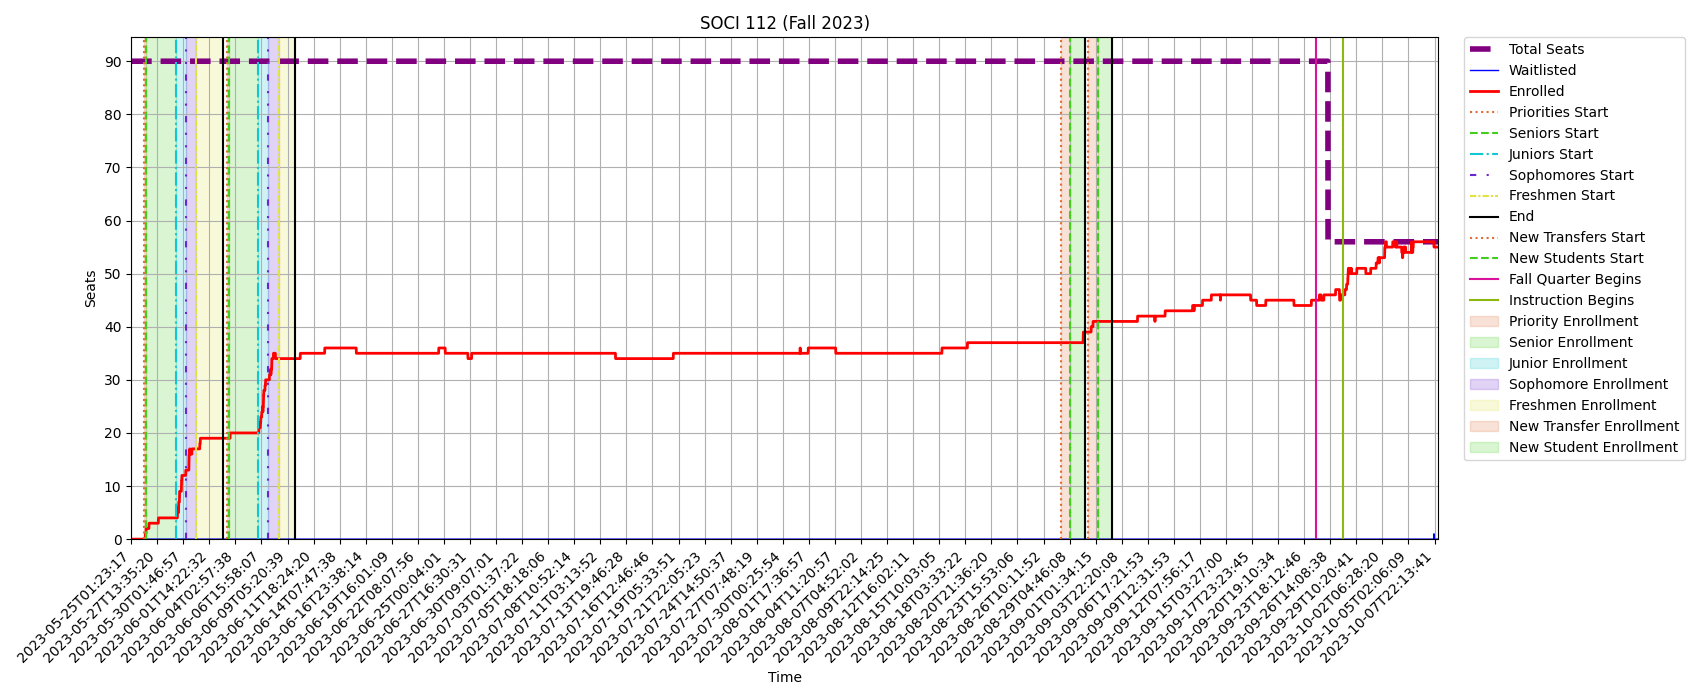 SOCI 112 (Fall 2023)
Seats
90
80
70
60
50
40
30
20
10
0
2023-05-25T01:23:17
2023-05-27T13:35:20
2023-05-30T01:46:57
2023-06-01T14:22:32
2023-06-04T02:57:38
2023-06-06T15:58:07
2023-06-09T05:20:39
2023-06-11T18:24:20
2023-06-14T07:47:38
2023-06-16T23:38:14
2023-06-19T16:01:09
2023-06-22T08:07:56
2023-06-25T00:04:01
2023-06-27T16:30:31
2023-06-30T09:07:01
2023-07-03T01:37:22
2023-07-05T18:18:06
2023-07-08T10:52:14
2023-07-11T03:13:52
2023-07-13T19:46:28
2023-07-16T12:46:46
2023-07-19T05:33:51
2023-07-21T22:05:23
2023-07-24T14:50:37
2023-07-27T07:48:19
2023-07-30T00:25:54
2023-08-01T17:36:57
2023-08-04T11:20:57
2023-08-07T04:52:02
2023-08-09T22:14:25
2023-08-12T16:02:11
2023-08-15T10:03:05
2023-08-18T03:33:22
2023-08-20T21:36:20
2023-08-23T15:53:06
2023-08-26T10:11:52
2023-08-29T04:46:08
2023-09-01T01:34:15
2023-09-03T22:20:08
2023-09-06T17:21:53
2023-09-09T12:31:53
2023-09-12T07:56:17
2023-09-15T03:27:00
2023-09-17T23:23:45
2023-09-20T19:10:34
2023-09-23T18:12:46
2023-09-26T14:08:38
2023-09-29T10:20:41
2023-10-02T06:28:20
2023-10-05T02:06:09
2023-10-07T22:13:41
Time
Total Seats
Waitlisted
Enrolled
Priorities Start
Seniors Start
Juniors Start
Sophomores Start
Freshmen Start
End
New Transfers Start
New Students Start
Fall Quarter Begins
Instruction Begins
Priority Enrollment
Senior Enrollment
Junior Enrollment
Sophomore Enrollment
Freshmen Enrollment
New Transfer Enrollment
New Student Enrollment